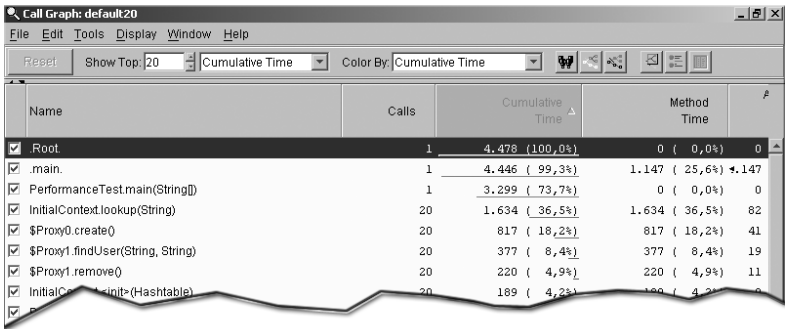 Call Graph: default20
File Edit Tools Display Window Help
Reset Show Top: 20 Cumulative Time Color By: Cumulative Time
Name Calls Cumulative Time Method Time
.Root. 1 4.478 (100,0%) 0 ( 0,0%) 0
.main. 1 4.446 ( 99,3%) 1.147 ( 25,6%) .147
PerformanceTest.main(String[]) 1 3.299 ( 73,7%) 0 ( 0,0%) 0
InitialContext.lookup(String) 20 1.634 ( 36,5%) 1.634 ( 36,5%) 82
$Proxy0.create() 20 817 ( 18,2%) 817 ( 18,2%) 41
$Proxy1.findUser(String, String) 20 377 ( 8,4%) 377 ( 8,4%) 19
$Proxy1.remove() 20 220 ( 4,9%) 220 ( 4,9%) 11
(Hashtable) 20 189 ( 4,2%)